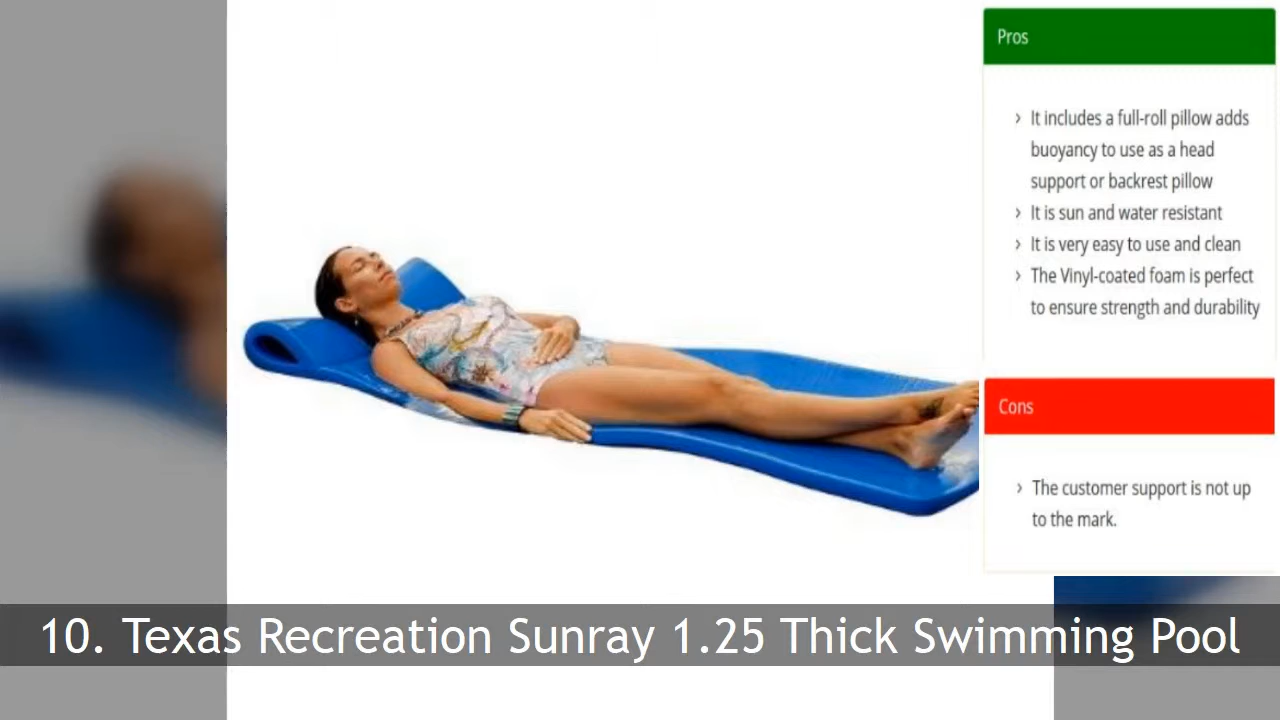 Pros
› It includes a full-roll pillow adds
buoyancy to use as a head
support or backrest pillow
› It is sun and water resistant
› It is very easy to use and clean
› The Vinyl-coated foam is perfect
to ensure strength and durability
Cons
› The customer support is not up
to the mark.
10. Texas Recreation Sunray 1.25 Thick Swimming Pool